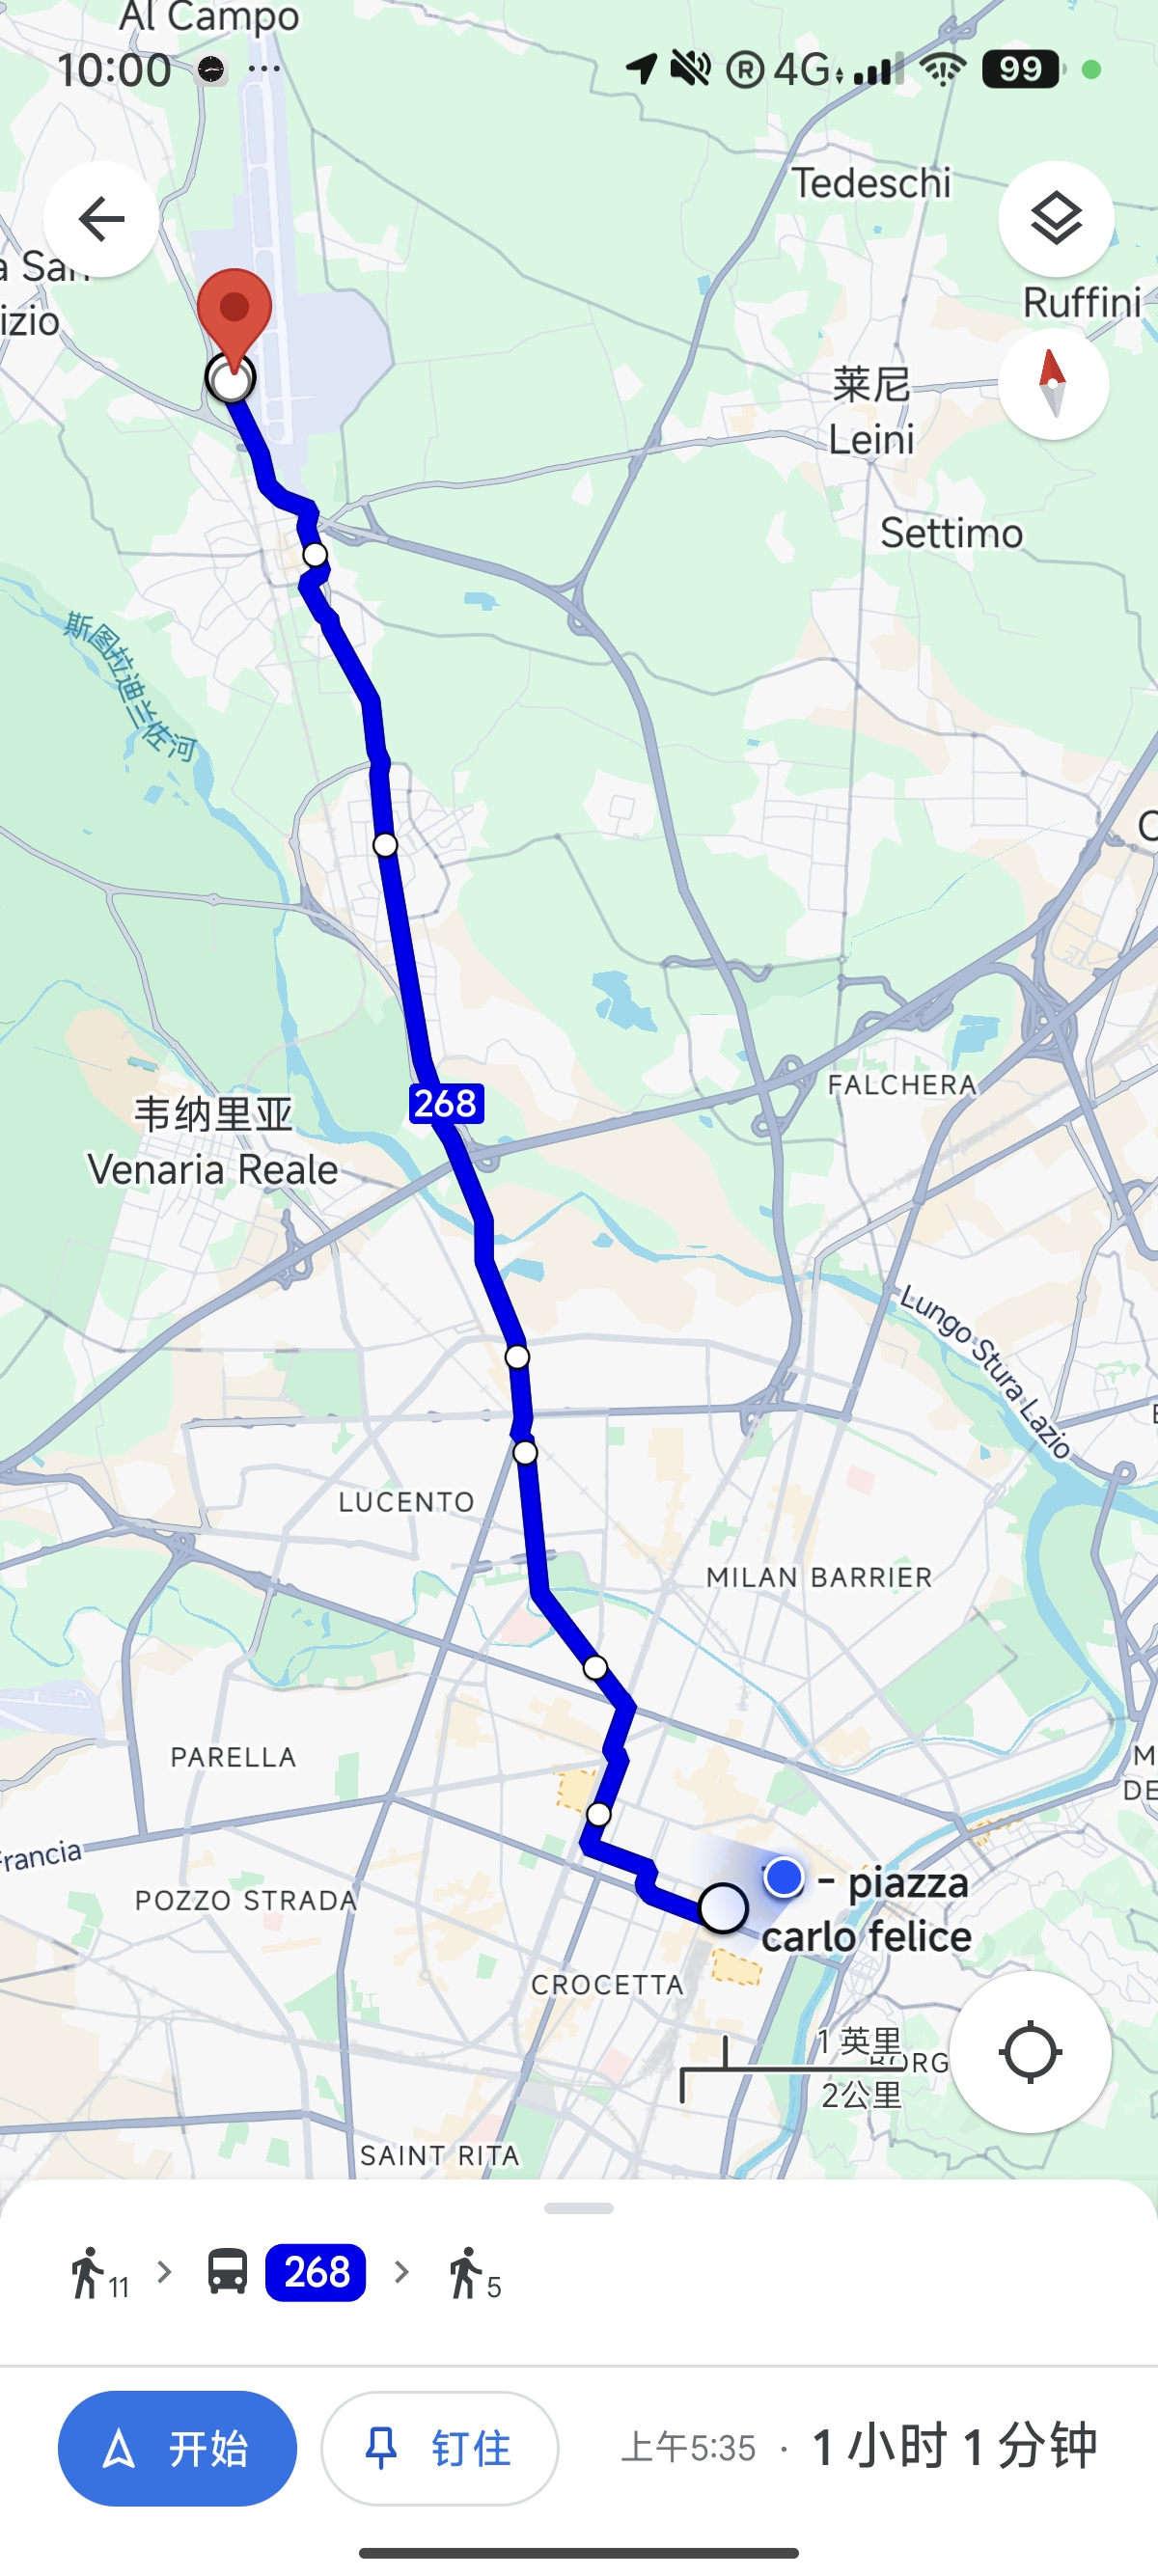 Al Campo
10:00 ...
R 4G 99
Tedeschi
a San
izio
Ruffini
莱尼
Leini
Settimo
斯图拉迪兰佐河
268
FALCHERA
韦纳里亚
Venaria Reale
Lungo Stura Lazio
LUCENTO
MILAN BARRIER
PARELLA
Francia
POZZO STRADA
- piazza
carlo felice
CROCETTA
1 英里
BORG
2公里
SAINT RITA
11 268 5
开始
钉住
上午5:35 · 1 小时 1 分钟